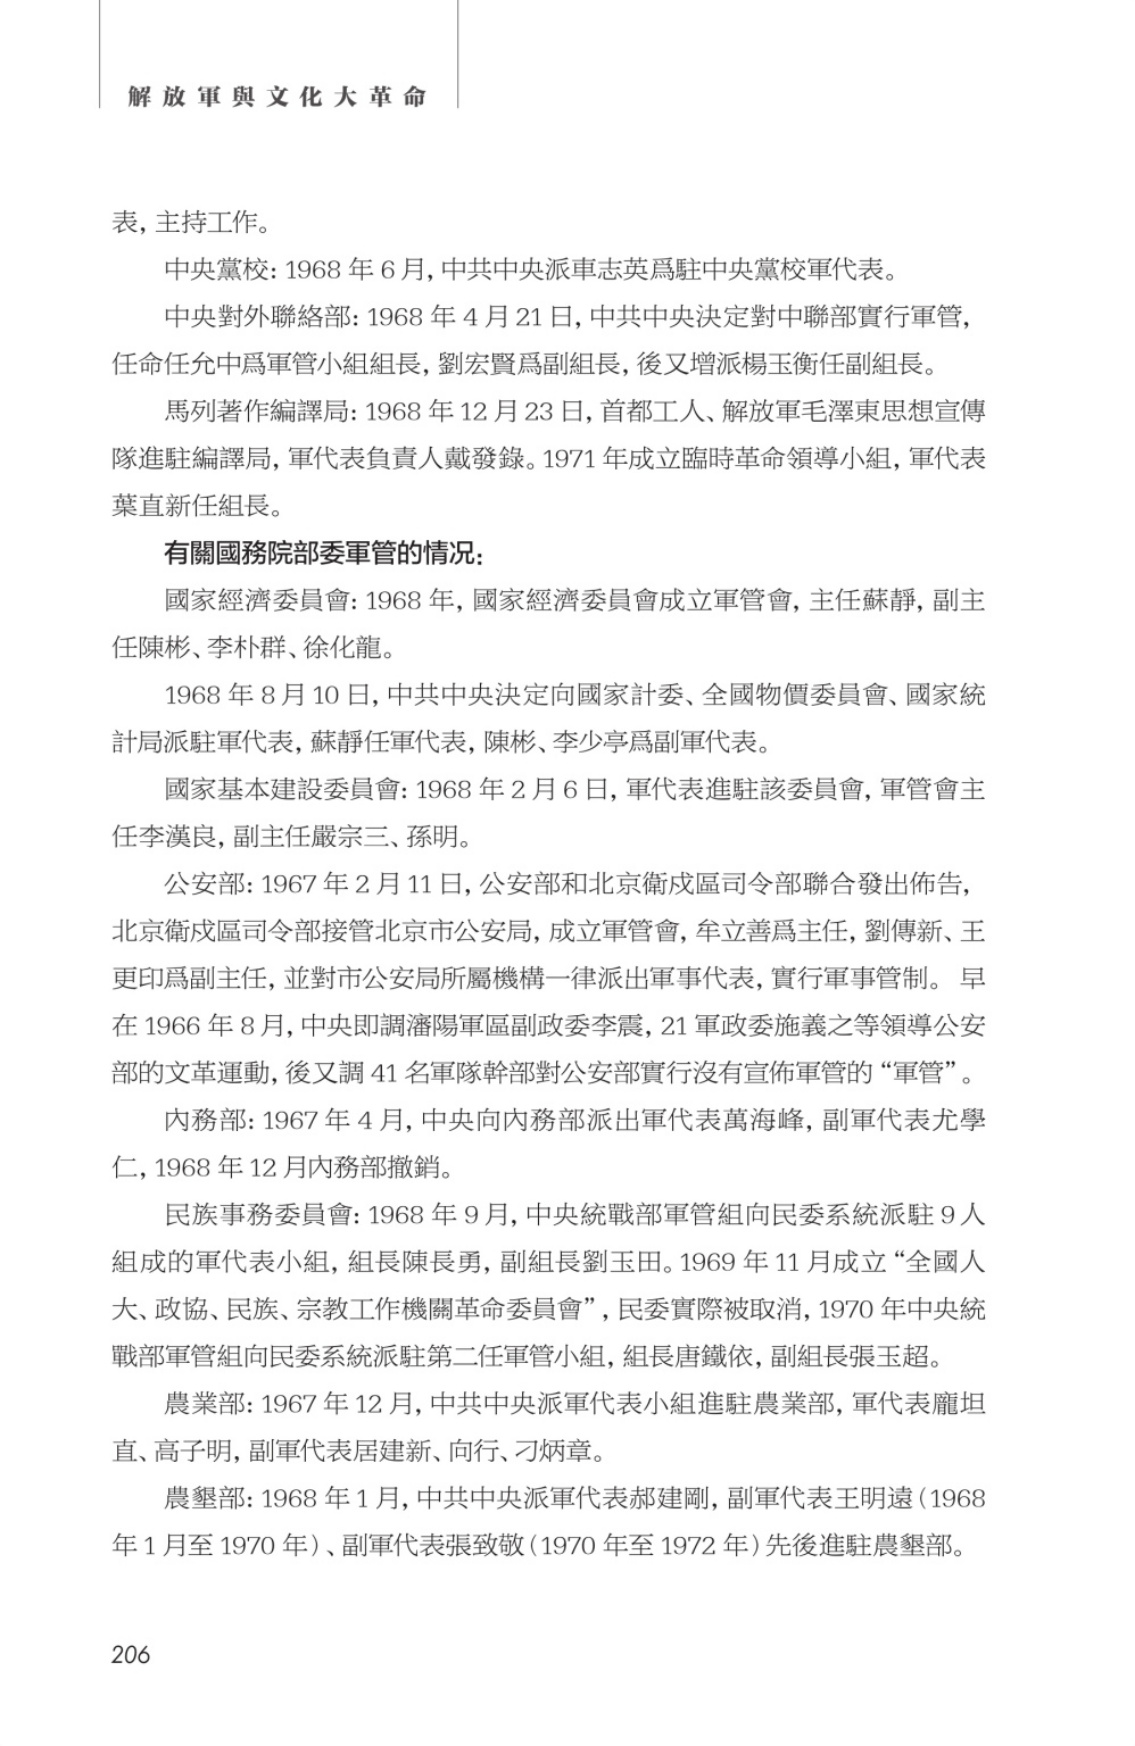 解放軍與文化大革命
表，主持工作。
中央黨校：1968 年 6 月，中共中央派車志英爲駐中央黨校軍代表。
中央對外聯絡部：1968 年 4 月 21 日，中共中央決定對中聯部實行軍管，
任命任允中爲軍管小組組長，劉宏賢爲副組長，後又增派楊玉衡任副組長。
馬列著作編譯局：1968 年 12 月 23 日，首都工人、解放軍毛澤東思想宣傳
隊進駐編譯局，軍代表負責人戴發錄。1971 年成立臨時革命領導小組，軍代表
葉直新任組長。
有關國務院部委軍管的情况：
國家經濟委員會：1968 年，國家經濟委員會成立軍管會，主任蘇靜，副主
任陳彬、李朴群、徐化龍。
1968 年 8 月 10 日，中共中央決定向國家計委、全國物價委員會、國家統
計局派駐軍代表，蘇靜任軍代表，陳彬、李少亭爲副軍代表。
國家基本建設委員會：1968 年 2 月 6 日，軍代表進駐該委員會，軍管會主
任李漢良，副主任嚴宗三、孫明。
公安部：1967 年 2 月 11 日，公安部和北京衛戍區司令部聯合發出佈告，
北京衛戍區司令部接管北京市公安局，成立軍管會，牟立善爲主任，劉傳新、王
更印爲副主任，並對市公安局所屬機構一律派出軍事代表，實行軍事管制。 早
在 1966 年 8 月，中央即調瀋陽軍區副政委李震，21 軍政委施義之等領導公安
部的文革運動，後又調 41 名軍隊幹部對公安部實行沒有宣佈軍管的“軍管”。
內務部：1967 年 4 月，中央向內務部派出軍代表萬海峰，副軍代表尤學
仁，1968 年 12 月內務部撤銷。
民族事務委員會：1968 年 9 月，中央統戰部軍管組向民委系統派駐 9 人
組成的軍代表小組，組長陳長勇，副組長劉玉田。1969 年 11 月成立“全國人
大、政協、民族、宗教工作機關革命委員會”，民委實際被取消，1970 年中央統
戰部軍管組向民委系統派駐第二任軍管小組，組長唐鐵依，副組長張玉超。
農業部：1967 年 12 月，中共中央派軍代表小組進駐農業部，軍代表龐坦
直、高子明，副軍代表居建新、向行、刁炳章。
農墾部：1968 年 1 月，中共中央派軍代表郝建剛，副軍代表王明遠（1968
年 1 月至 1970 年）、副軍代表張致敬（1970 年至 1972 年）先後進駐農墾部。
206